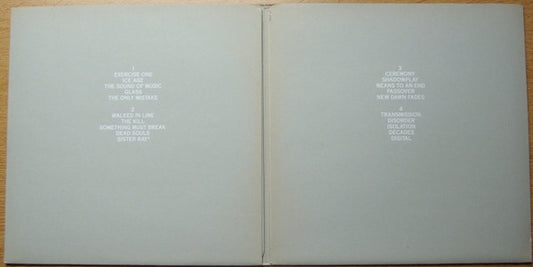 1
EXERCISE ONE
ICE AGE
THE SOUND OF MUSIC
GLASS
THE ONLY MISTAKE
2
WALKED IN LINE
THE KILL
SOMETHING MUST BREAK
DEAD SOULS
SISTER RAY*
3
CEREMONY
SHADOWPLAY
MEANS TO AN END
PASSOVER
NEW DAWN FADES
4
TRANSMISSION
DISORDER
ISOLATION
DECADES
DIGITAL